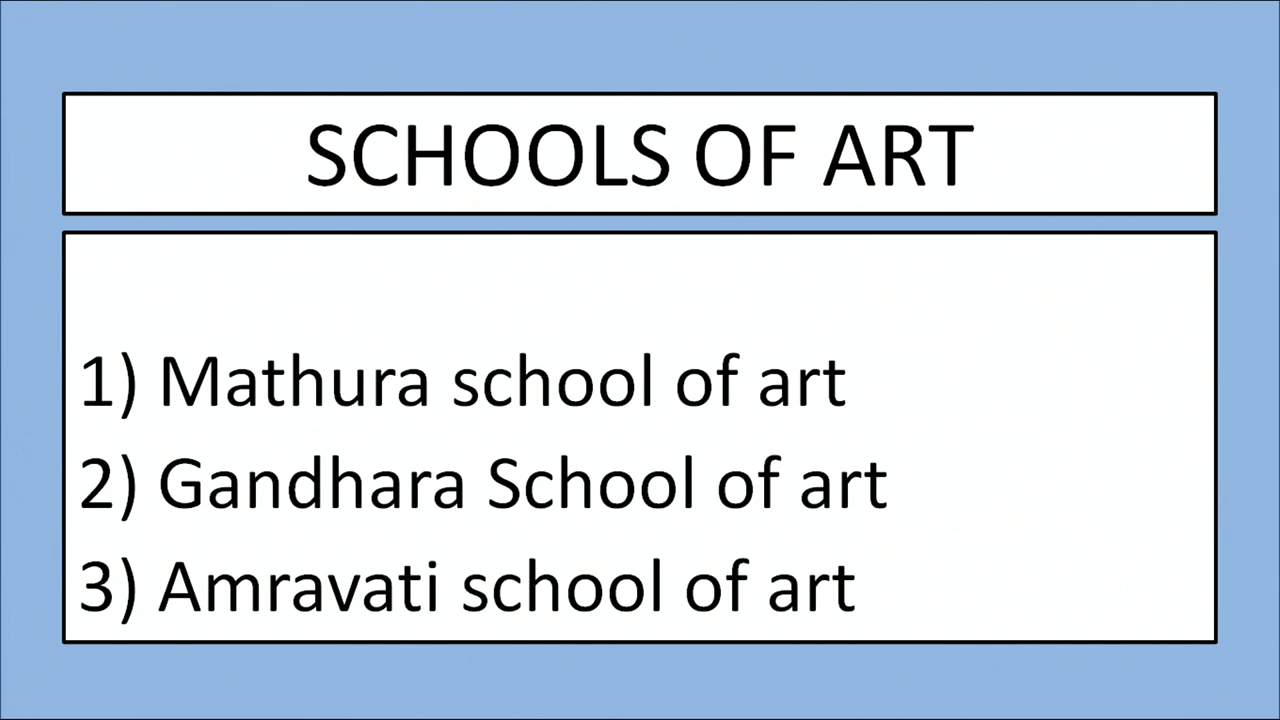 SCHOOLS OF ART
1) Mathura school of art
2) Gandhara School of art
3) Amravati school of art